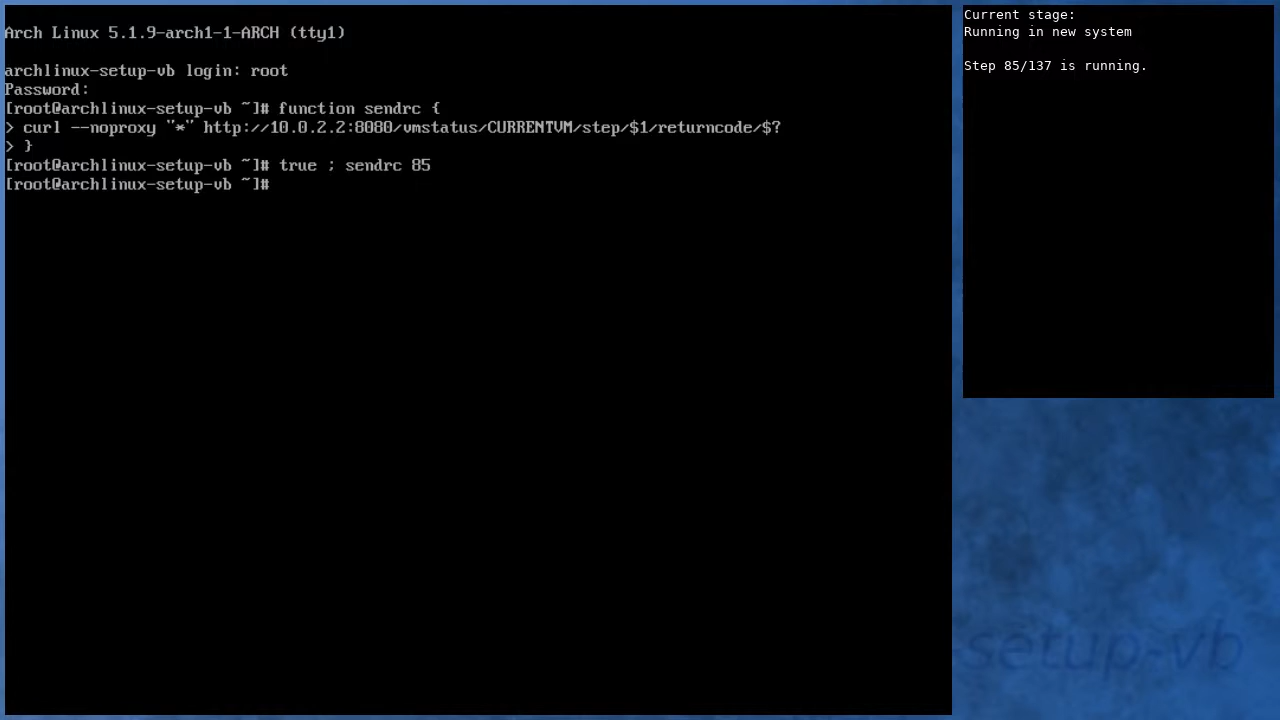 Arch Linux 5.1.9-arch1-1-ARCH (tty1)
archlinux-setup-vb login: root
Password:
[root@archlinux-setup-vb ~]# function sendrc {
> curl --noproxy "*" http://10.0.2.2:8080/vmstatus/CURRENTVM/step/$1/returncode/$?
> }
[root@archlinux-setup-vb ~]# true ; sendrc 85
[root@archlinux-setup-vb ~]#
Current stage:
Running in new system
Step 85/137 is running.
-setup-vb